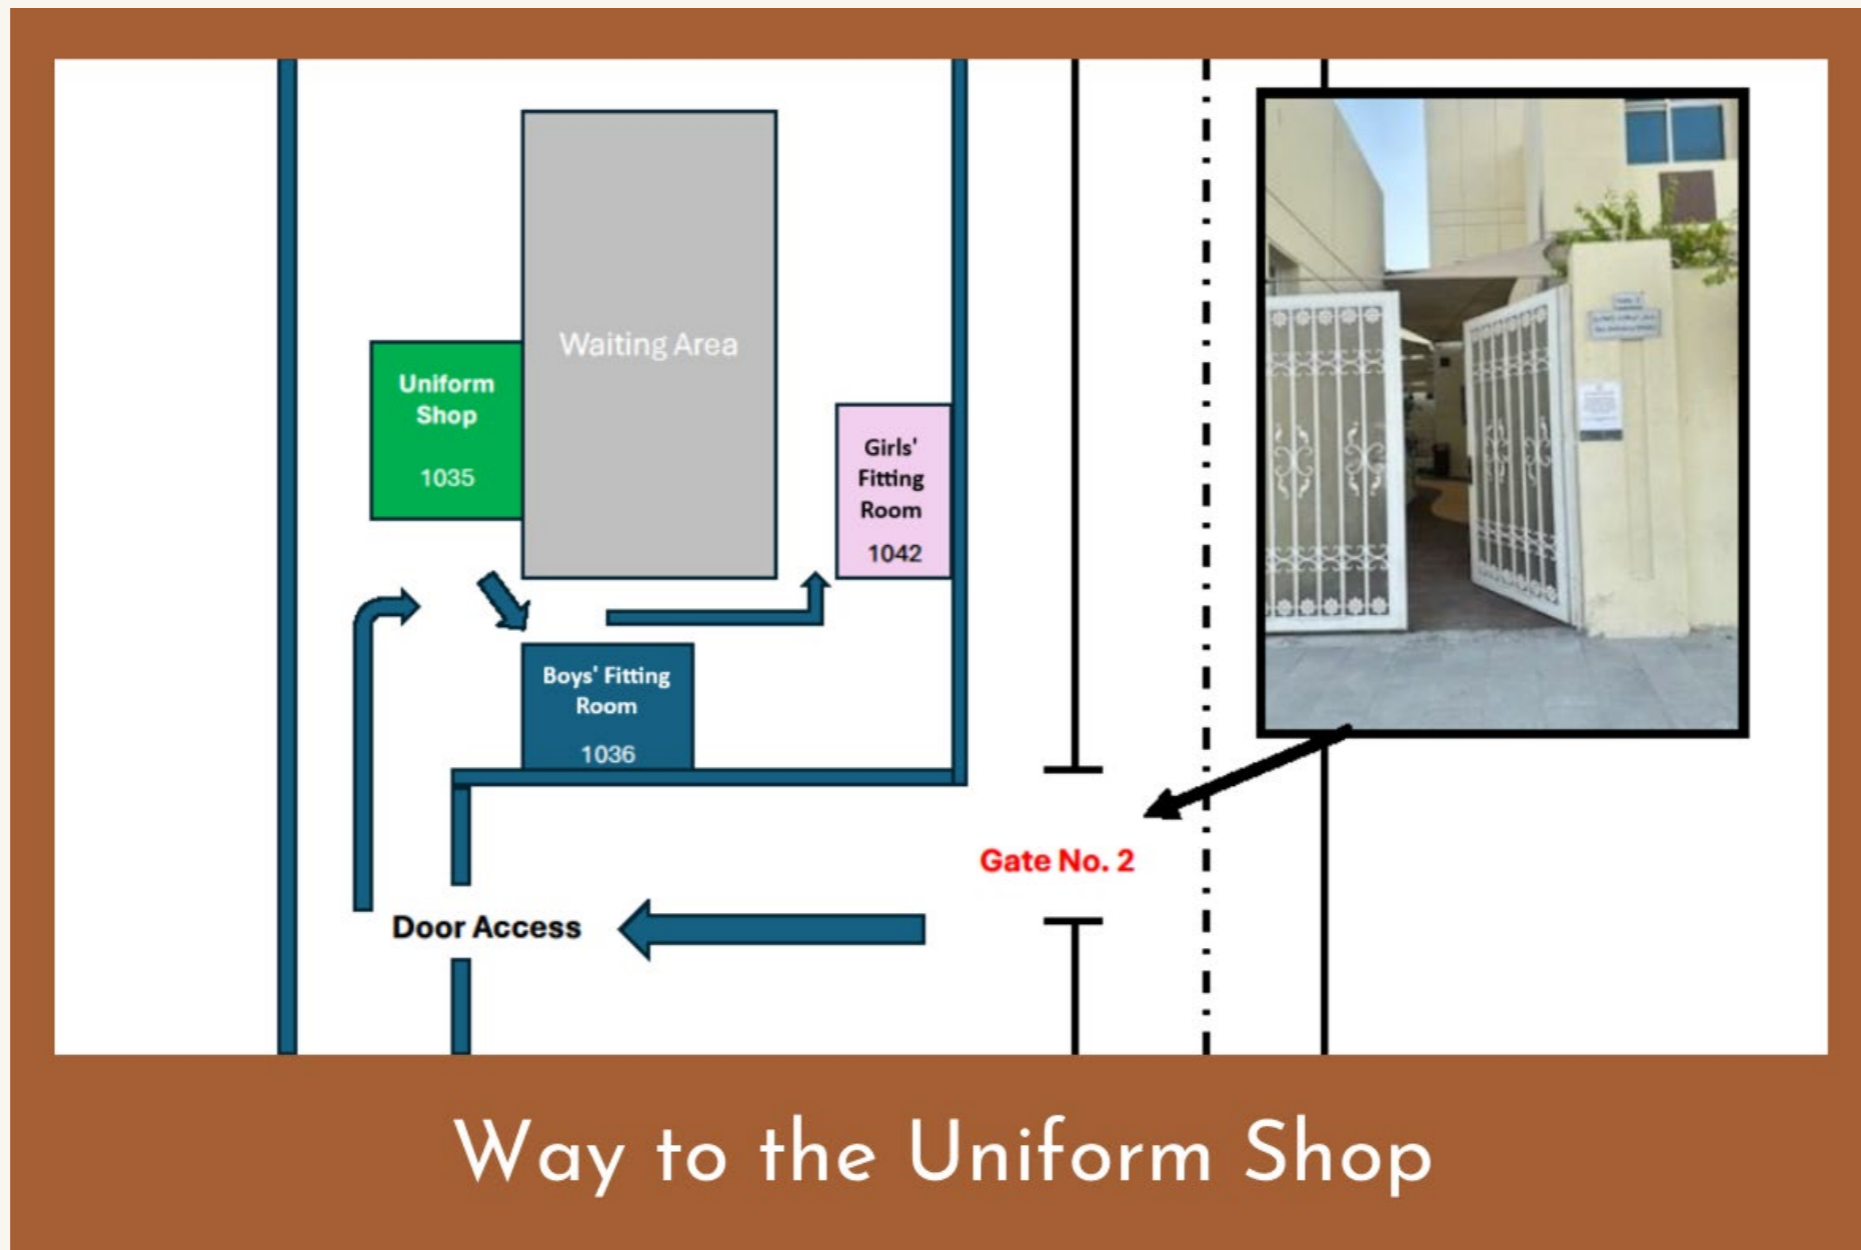 Waiting Area
Uniform
Shop
1035
Girls'
Fitting
Room
1042
Boys' Fitting
Room
1036
Gate No. 2
Door Access
Way to the Uniform Shop